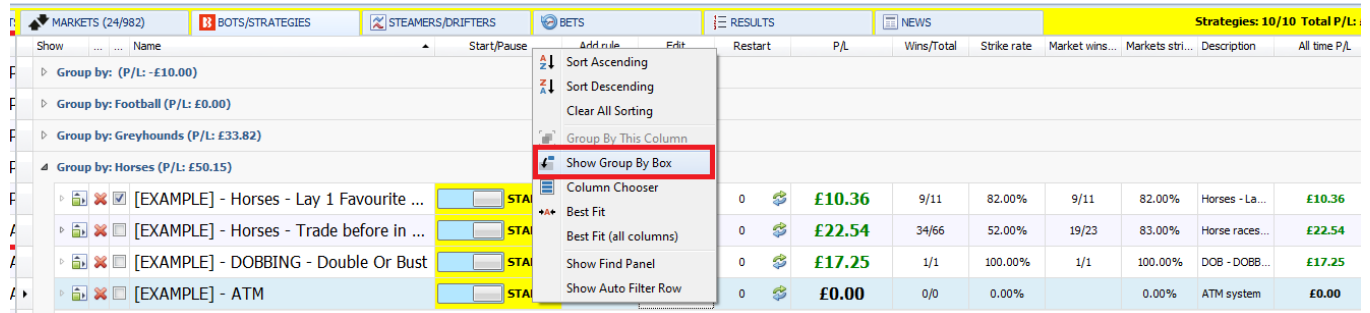 MARKETS (24/982) BOTS/STRATEGIES STEAMERS/DRIFTERS BETS RESULTS NEWS Strategies: 10/10 Total P/L:
Show ... ... Name Start/Pause Add rule Edit Restart P/L Wins/Total Strike rate Market wins... Markets stri... Description All time P/L
Group by: (P/L: -£10.00)
Group by: Football (P/L: £0.00)
Group by: Greyhounds (P/L: £33.82)
Group by: Horses (P/L: £50.15)
Sort Ascending
Sort Descending
Clear All Sorting
Group By This Column
Show Group By Box
Column Chooser
Best Fit
Best Fit (all columns)
Show Find Panel
Show Auto Filter Row
[EXAMPLE] - Horses - Lay 1 Favourite ... STA 0 £10.36 9/11 82.00% 9/11 82.00% Horses - La... £10.36
[EXAMPLE] - Horses - Trade before in ... STA 0 £22.54 34/66 52.00% 19/23 83.00% Horse races... £22.54
[EXAMPLE] - DOBBING - Double Or Bust STA 0 £17.25 1/1 100.00% 1/1 100.00% DOB - DOBB... £17.25
[EXAMPLE] - ATM STA 0 £0.00 0/0 0.00% 0.00% ATM system £0.00